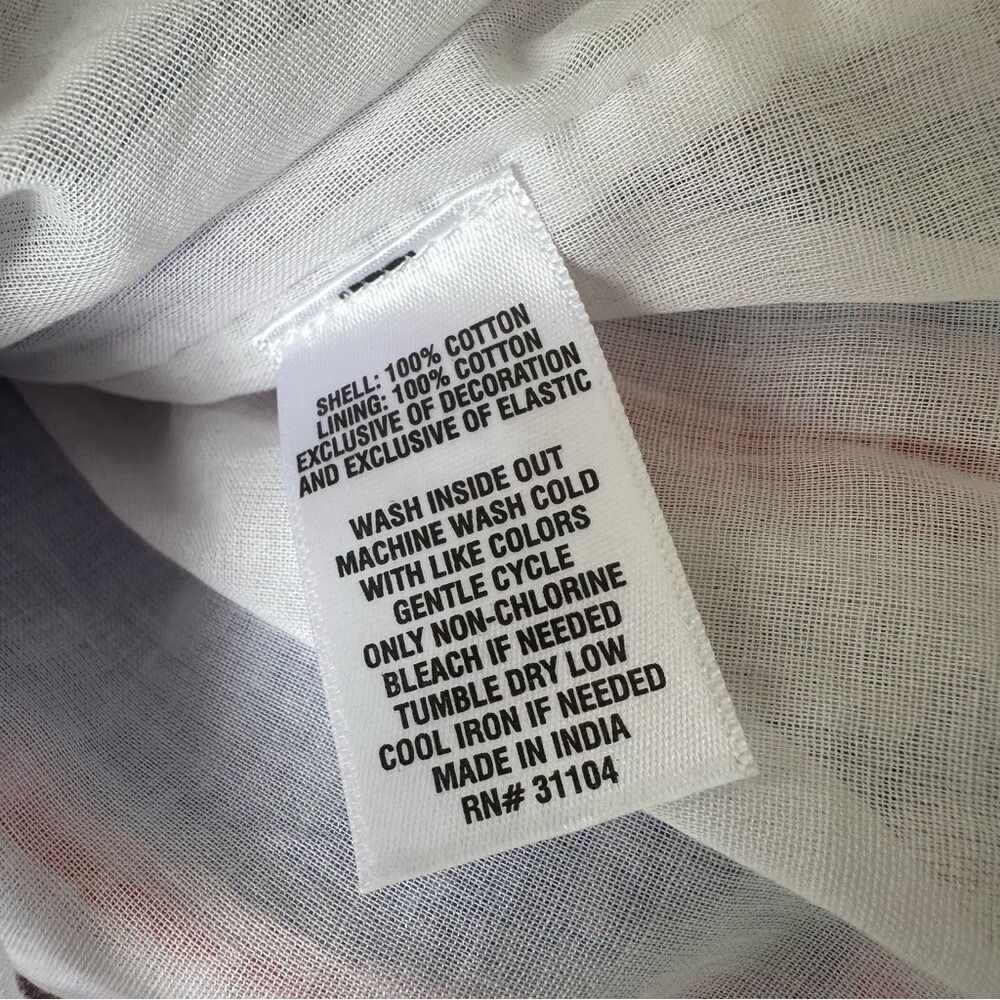 SHELL: 100% COTTON
LINING: 100% COTTON
EXCLUSIVE OF DECORATION
AND EXCLUSIVE OF ELASTIC
WASH INSIDE OUT
MACHINE WASH COLD
WITH LIKE COLORS
GENTLE CYCLE
ONLY NON-CHLORINE
BLEACH IF NEEDED
TUMBLE DRY LOW
COOL IRON IF NEEDED
MADE IN INDIA
RN# 31104